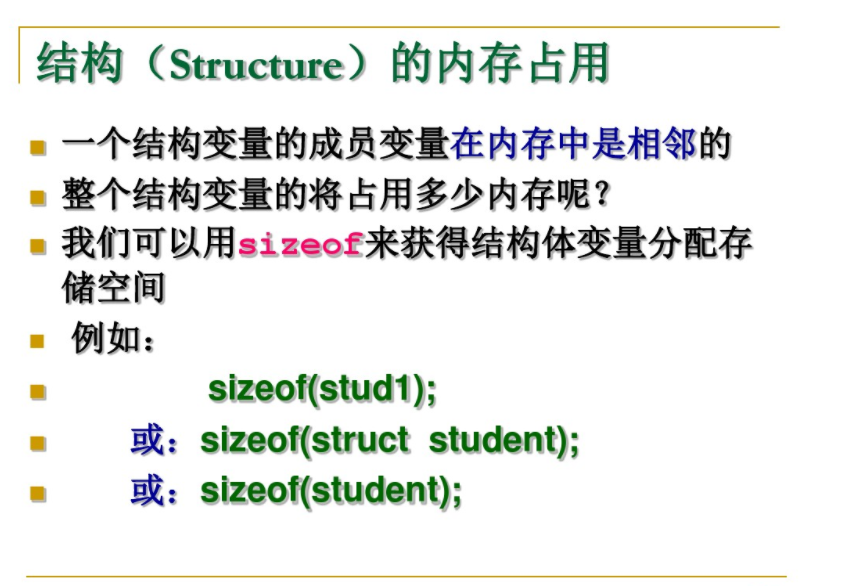 结构（Structure）的内存占用
一个结构变量的成员变量在内存中是相邻的
整个结构变量的将占用多少内存呢？
我们可以用sizeof来获得结构体变量分配存
储空间
例如：
sizeof(stud1);
或：sizeof(struct student);
或：sizeof(student);